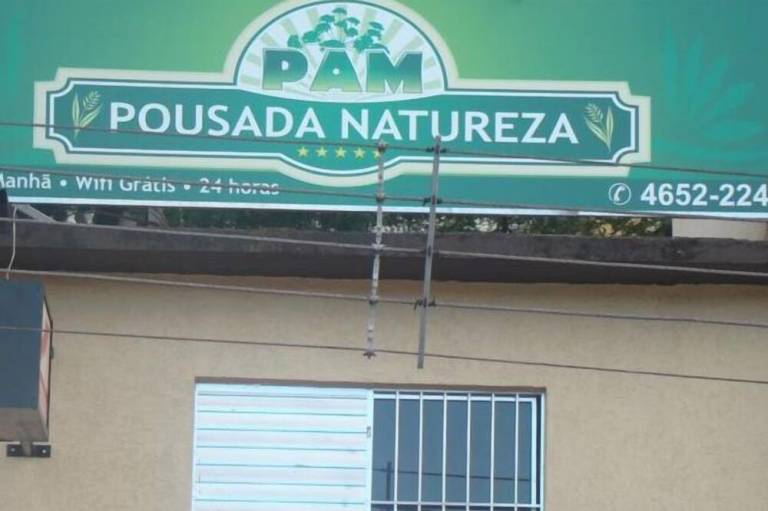 PAM
POUSADA NATUREZA
Manhã • Wifi Grátis • 24 horas
4652-224